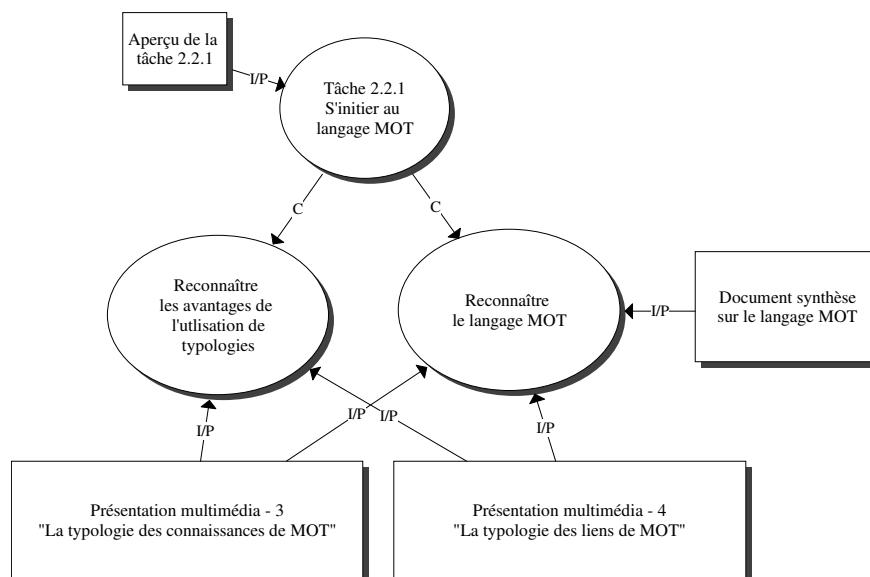 Aperçu de la
tâche 2.2.1
I/P
Tâche 2.2.1
S'initier au
langage MOT
C
C
Reconnaître
les avantages de
l'utlisation de
typologies
Reconnaître
le langage MOT
I/P
Document synthèse
sur le langage MOT
I/P
I/P
I/P
I/P
Présentation multimédia - 3
"La typologie des connaissances de MOT"
Présentation multimédia - 4
"La typologie des liens de MOT"